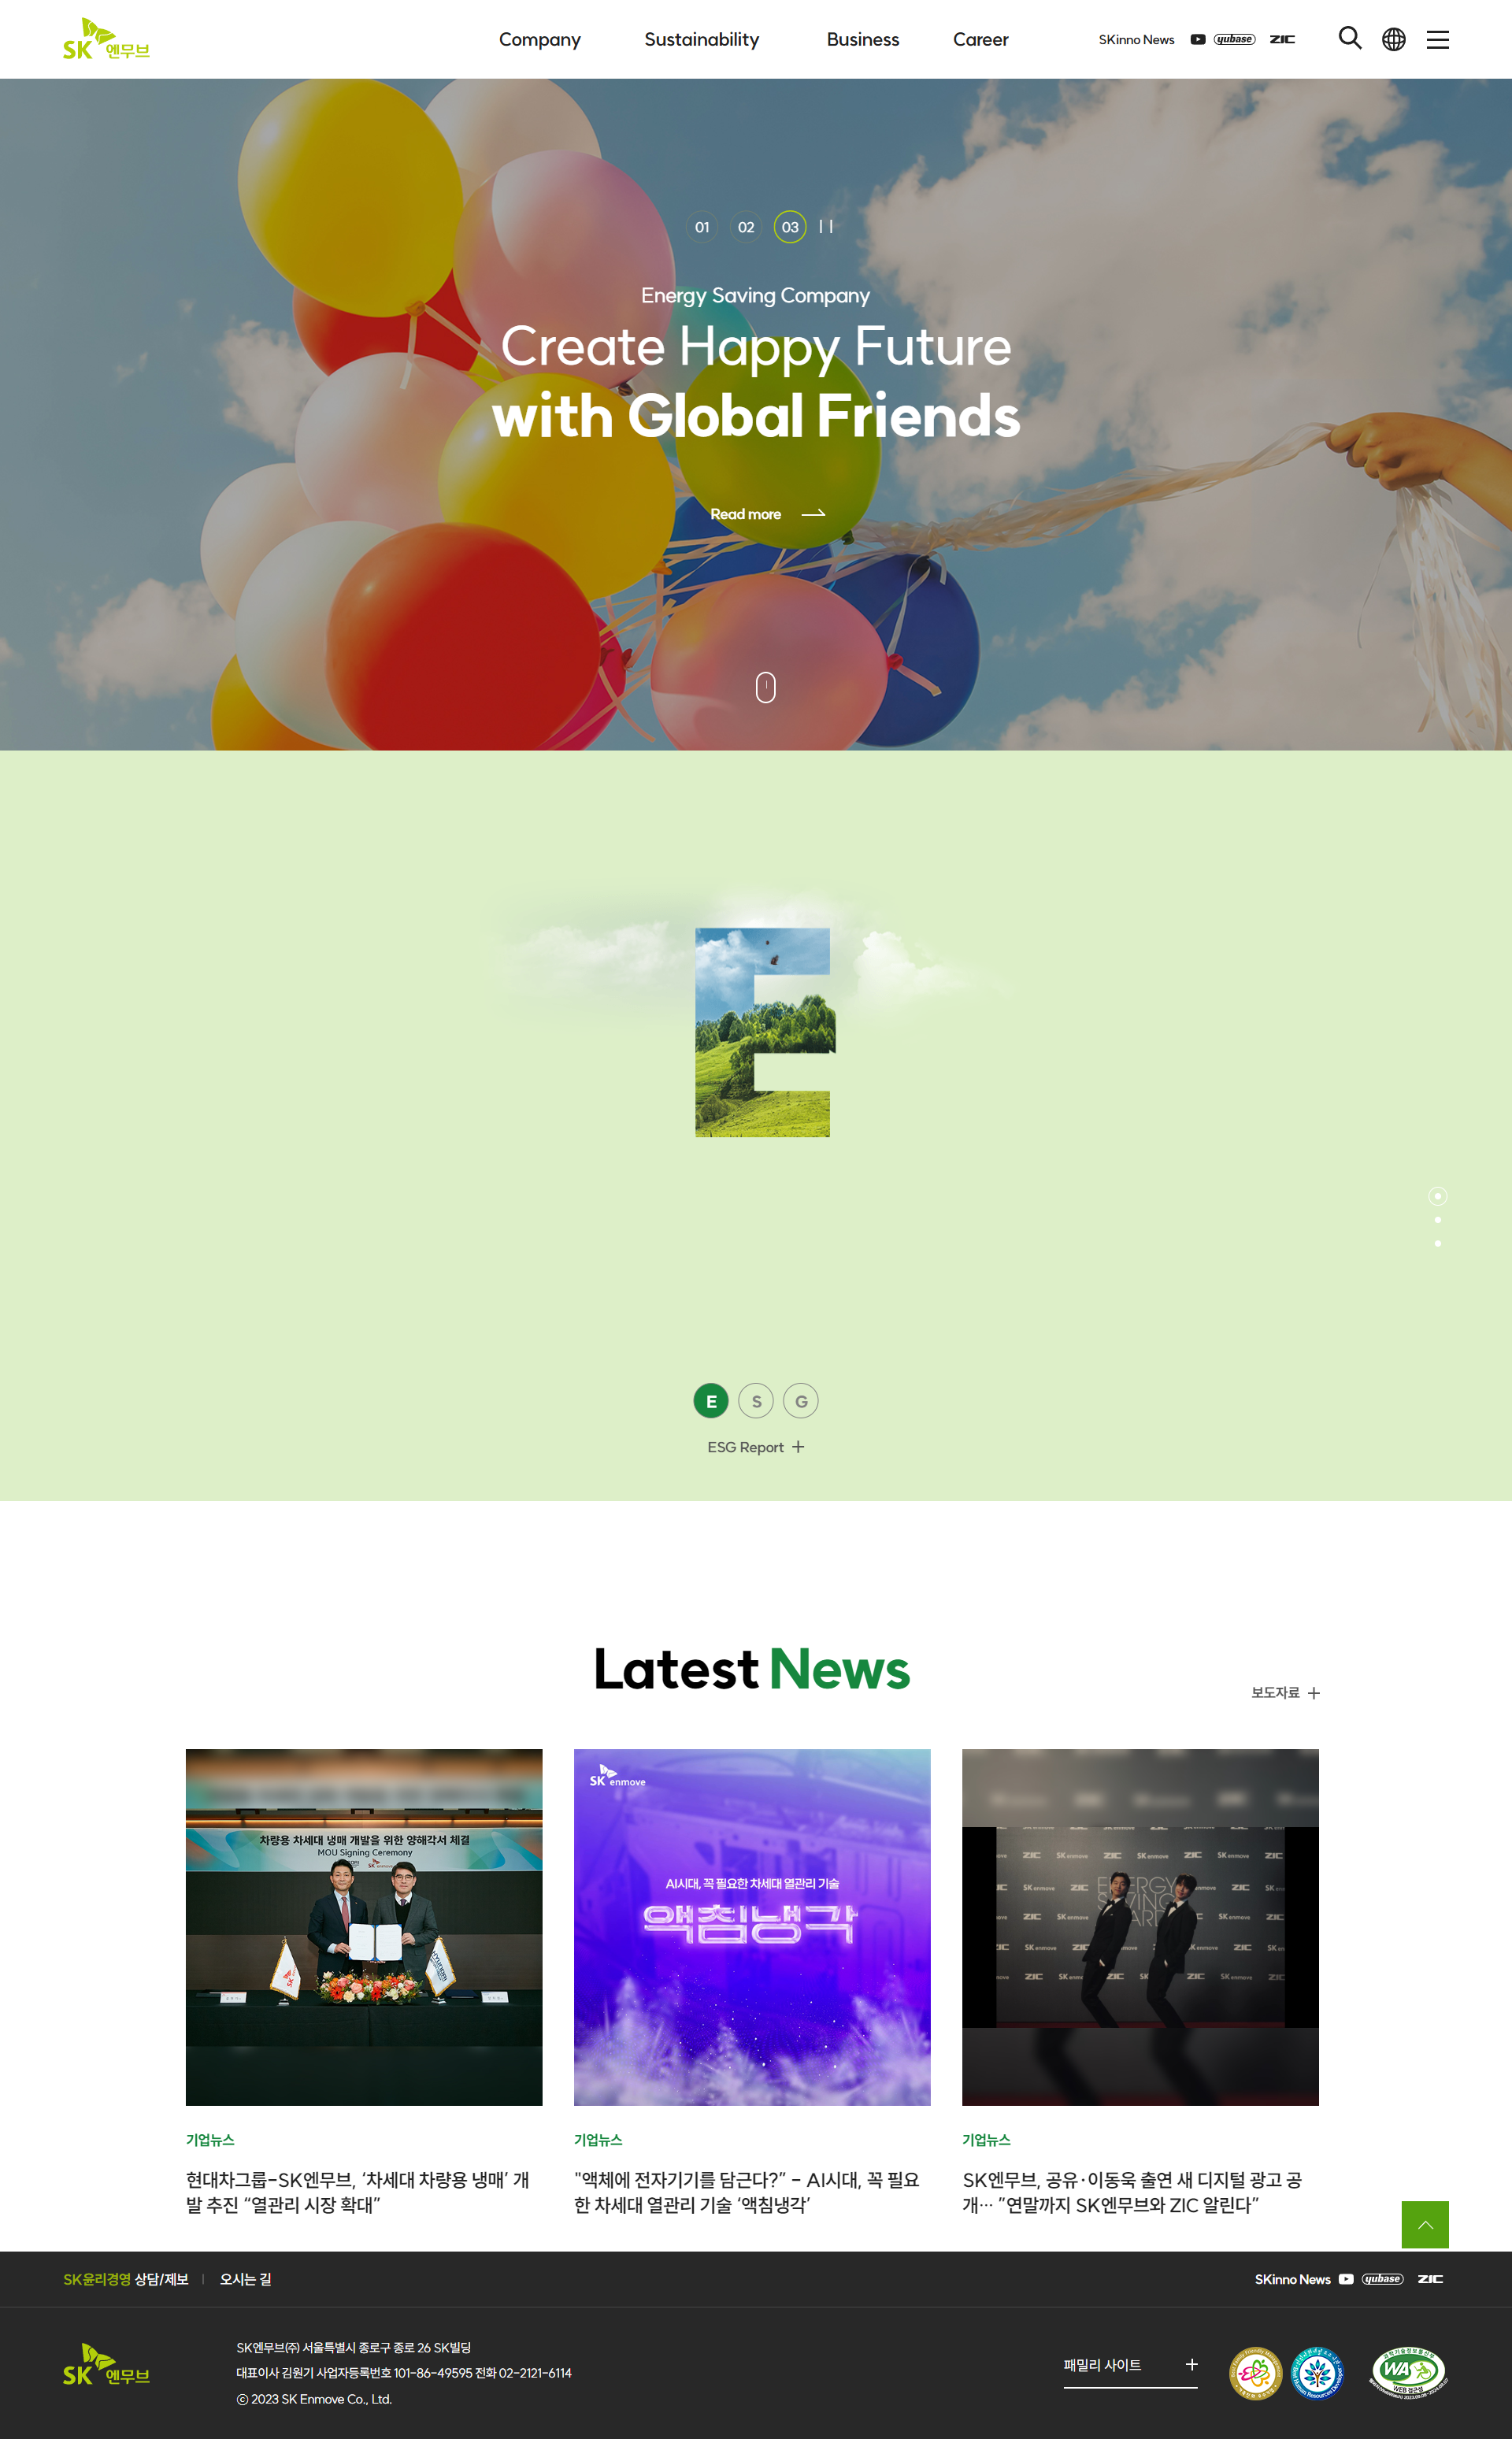 SK 엔무브
Company Sustainability Business Career SKinno News yubase ZIC
01 02 03
Energy Saving Company
Create Happy Future
with Global Friends
Read more
E
E S G
ESG Report
Latest News
보도자료
차량용 차세대 냉매 개발을 위한 양해각서 체결
MOU Signing Ceremony
SK enmove
AI시대, 꼭 필요한 차세대 열관리 기술
액침냉각
ZIC SK enmove
기업뉴스
현대차그룹-SK엔무브, ‘차세대 차량용 냉매’ 개
발 추진 “열관리 시장 확대”
기업뉴스
"액체에 전자기기를 담근다?” - AI시대, 꼭 필요
한 차세대 열관리 기술 ‘액침냉각’
기업뉴스
SK엔무브, 공유·이동욱 출연 새 디지털 광고 공
개… ”연말까지 SK엔무브와 ZIC 알린다”
SK윤리경영 상담/제보 오시는 길
SKinno News yubase ZIC
SK 엔무브
SK엔무브(주) 서울특별시 종로구 종로 26 SK빌딩
대표이사 김원기 사업자등록번호 101-86-49595 전화 02-2121-6114
ⓒ 2023 SK Enmove Co., Ltd.
패밀리 사이트
WA
WEB 접근성